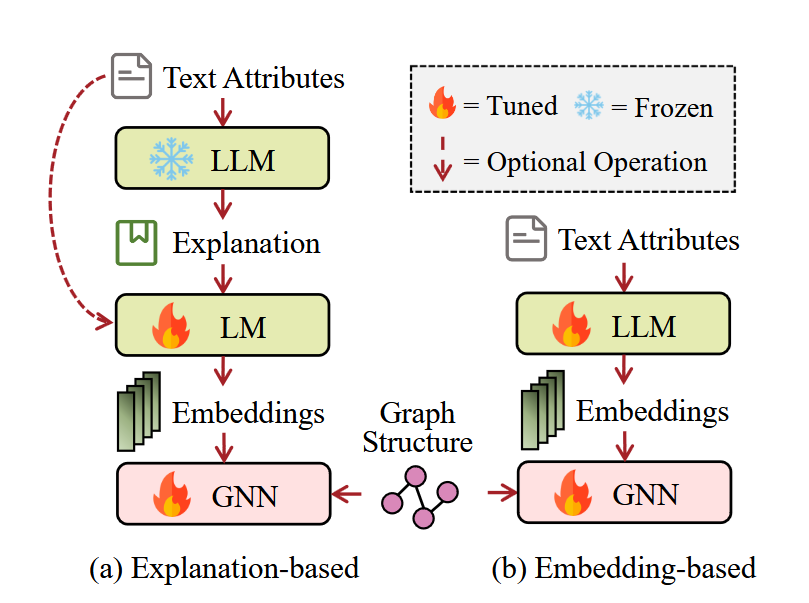 Text Attributes
LLM
Explanation
LM
Embeddings
GNN
(a) Explanation-based
Graph
Structure
= Tuned
= Frozen
= Optional Operation
Text Attributes
LLM
Embeddings
GNN
(b) Embedding-based